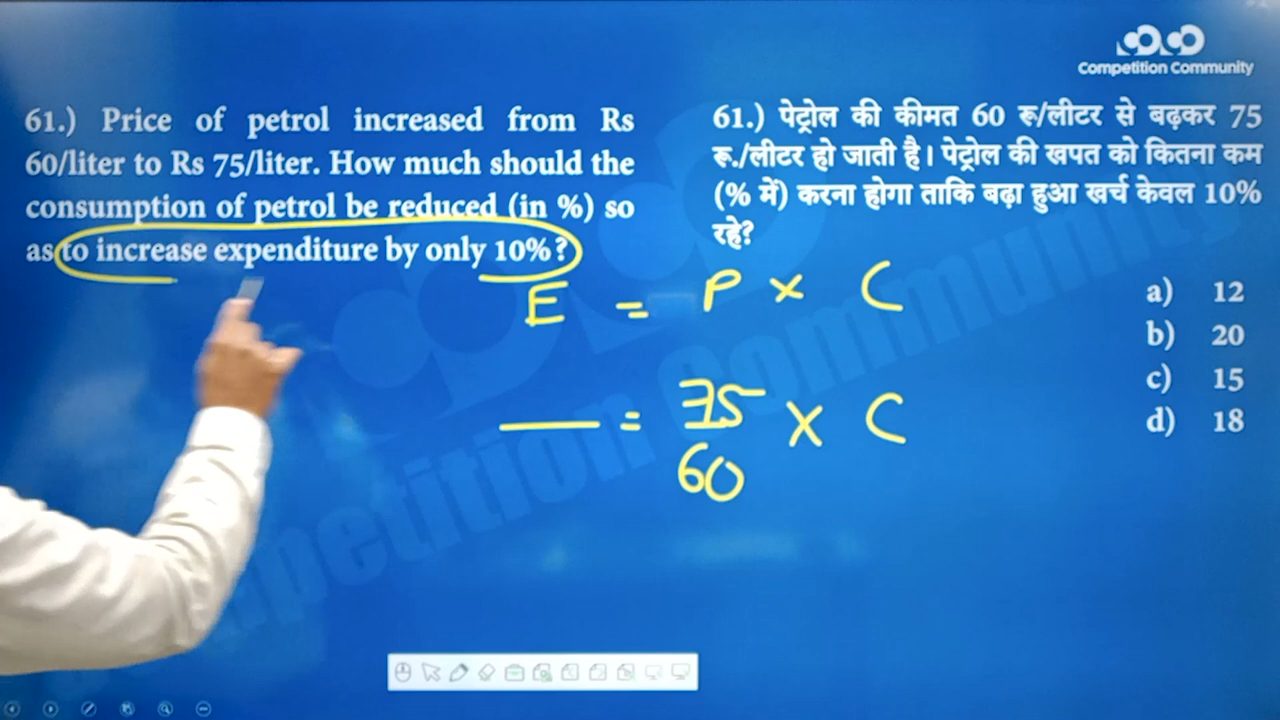 Competition Community
61.) Price of petrol increased from Rs
60/liter to Rs 75/liter. How much should the
consumption of petrol be reduced (in %) so
as to increase expenditure by only 10%?
61.) पेट्रोल की कीमत 60 रू/लीटर से बढ़कर 75
रू./लीटर हो जाती है। पेट्रोल की खपत को कितना कम
(% में) करना होगा ताकि बढ़ा हुआ खर्च केवल 10%
रहे?
a) 12
b) 20
c) 15
d) 18
E = P × C
= 75 × C
60
Competition Community